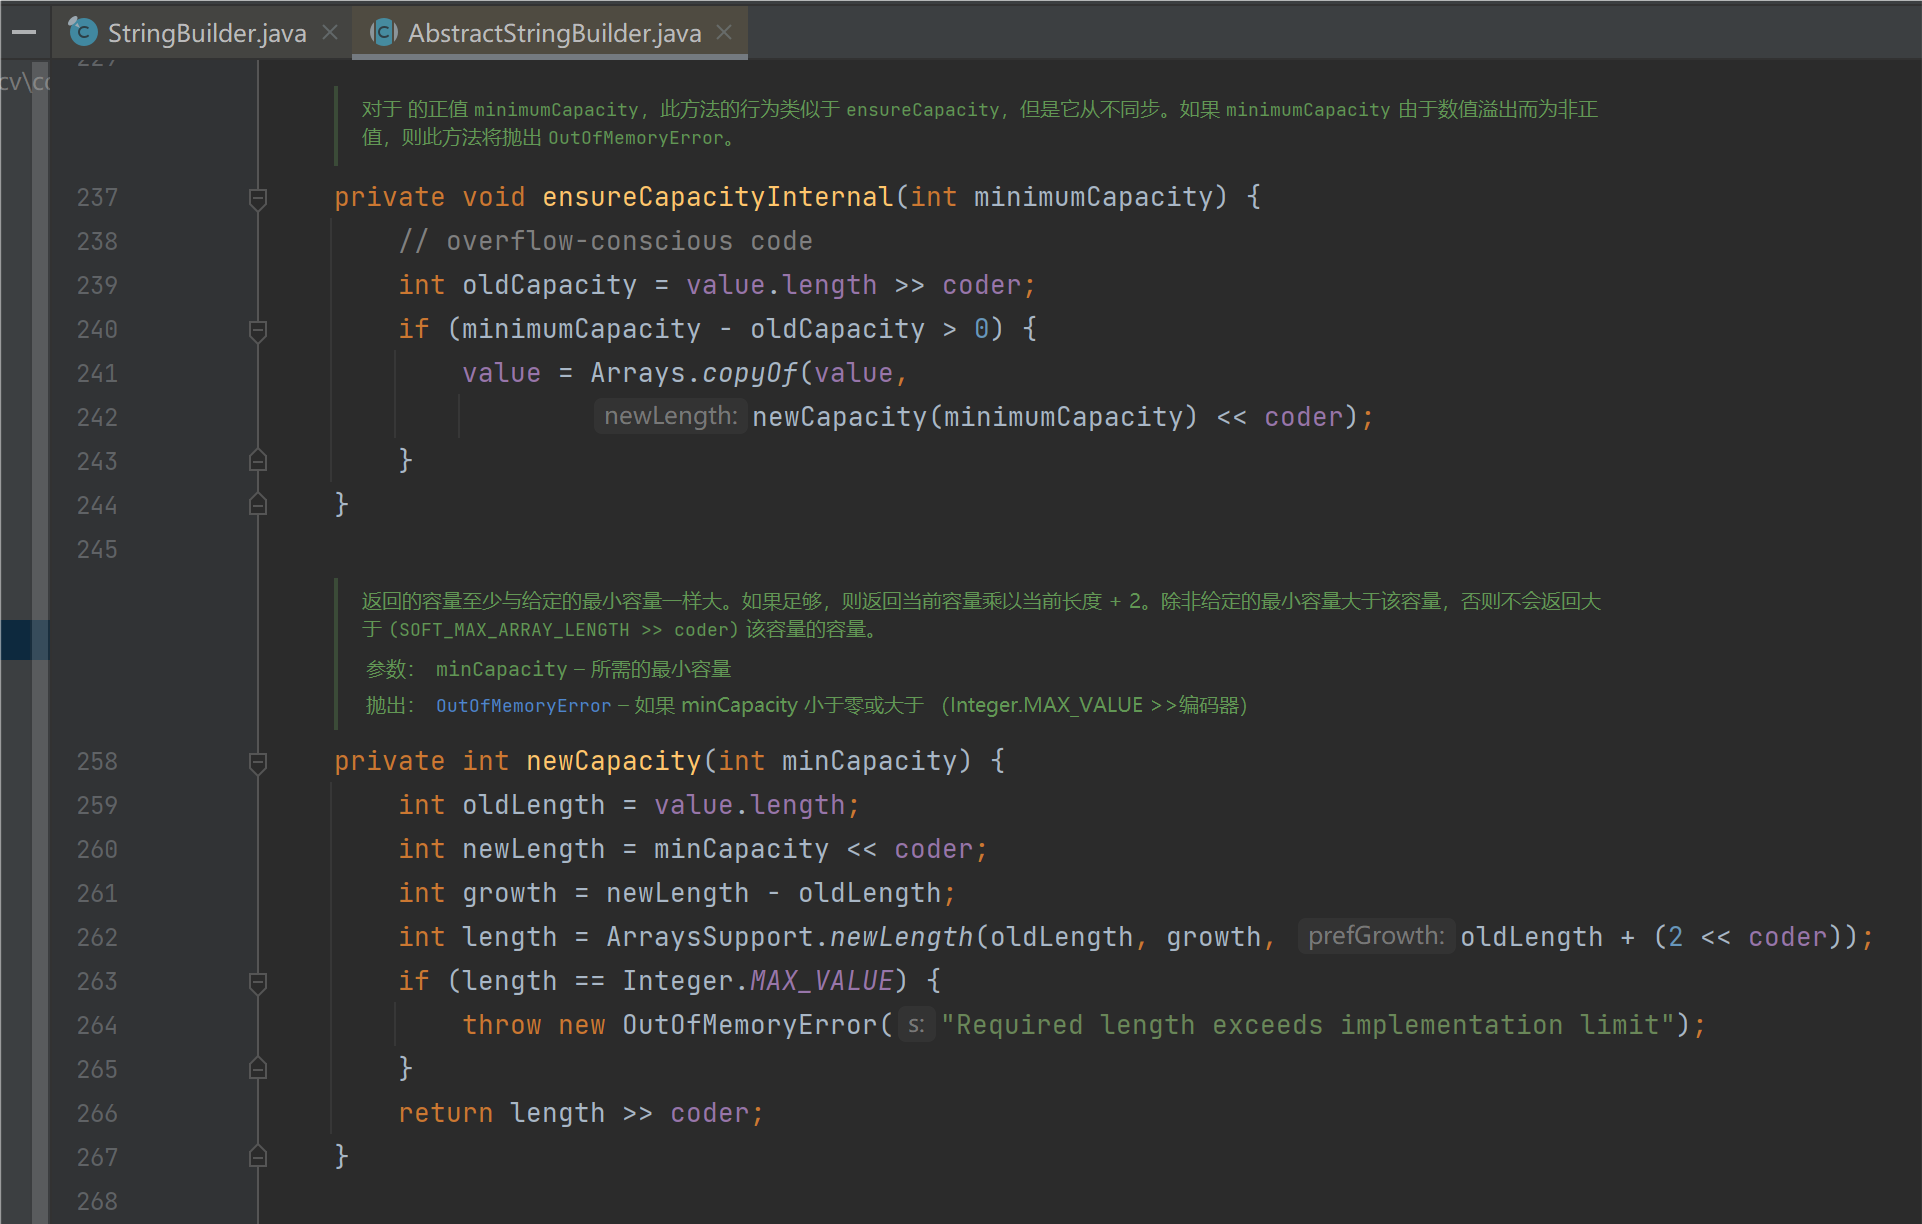 StringBuilder.java
AbstractStringBuilder.java
对于 的正值 minimumCapacity，此方法的行为类似于 ensureCapacity，但是它从不同步。如果 minimumCapacity 由于数值溢出而为非正
值，则此方法将抛出 OutOfMemoryError。
237 private void ensureCapacityInternal(int minimumCapacity) {
238 // overflow-conscious code
239 int oldCapacity = value.length >> coder;
240 if (minimumCapacity - oldCapacity > 0) {
241 value = Arrays.copyOf(value,
242 newLength: newCapacity(minimumCapacity) << coder);
243 }
244 }
245
返回的容量至少与给定的最小容量一样大。如果足够，则返回当前容量乘以当前长度 + 2。除非给定的最小容量大于该容量，否则不会返回大
于 (SOFT_MAX_ARRAY_LENGTH >> coder) 该容量的容量。
参数： minCapacity – 所需的最小容量
抛出： OutOfMemoryError – 如果 minCapacity 小于零或大于 （Integer.MAX_VALUE >>编码器）
258 private int newCapacity(int minCapacity) {
259 int oldLength = value.length;
260 int newLength = minCapacity << coder;
261 int growth = newLength - oldLength;
262 int length = ArraysSupport.newLength(oldLength, growth, prefGrowth: oldLength + (2 << coder));
263 if (length == Integer.MAX_VALUE) {
264 throw new OutOfMemoryError( s: "Required length exceeds implementation limit");
265 }
266 return length >> coder;
267 }
268